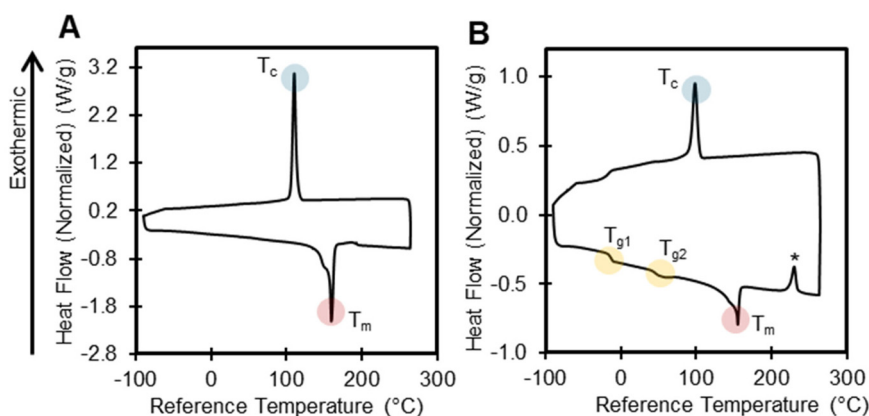 A
Exothermic
Heat Flow (Normalized) (W/g)
3.2
2.2
1.2
0.2
-0.8
-1.8
-2.8
Tc
Tm
-100 0 100 200 300
Reference Temperature (°C)
B
Heat Flow (Normalized) (W/g)
1.0
0.5
0.0
-0.5
-1.0
Tc
Tg1
Tg2
*
Tm
-100 0 100 200 300
Reference Temperature (°C)